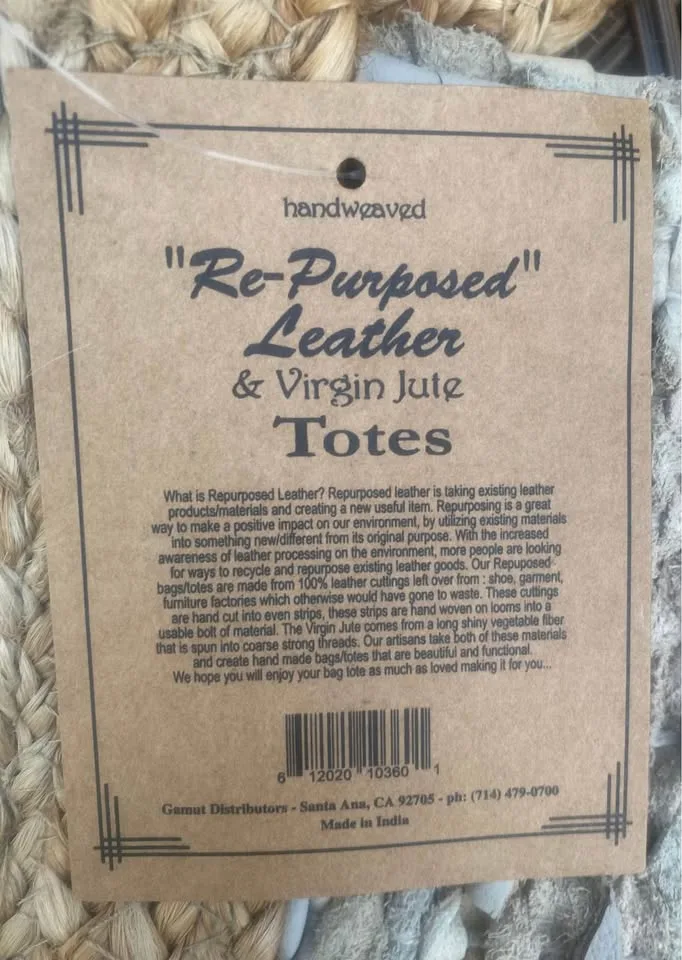 handweaved
"Re-Purposed"
Leather
& Virgin Jute
Totes
What is Repurposed Leather? Repurposed leather is taking existing leather
products/materials and creating a new useful item. Repurposing is a great
way to make a positive impact on our environment, by utilizing existing materials
into something new/different from its original purpose. With the increased
awareness of leather processing on the environment, more people are looking
for ways to recycle and repurpose existing leather goods. Our Repuposed
bags/totes are made from 100% leather cuttings left over from : shoe, garment,
furniture factories which otherwise would have gone to waste. These cuttings
are hand cut into even strips, these strips are hand woven on looms into a
usable bolt of material. The Virgin Jute comes from a long shiny vegetable fiber
that is spun into coarse strong threads. Our artisans take both of these materials
and create hand made bags/totes that are beautiful and functional.
We hope you will enjoy your bag tote as much as loved making it for you...
6 12020 10360 1
Gamut Distributors - Santa Ana, CA 92705 - ph: (714) 479-0700
Made in India